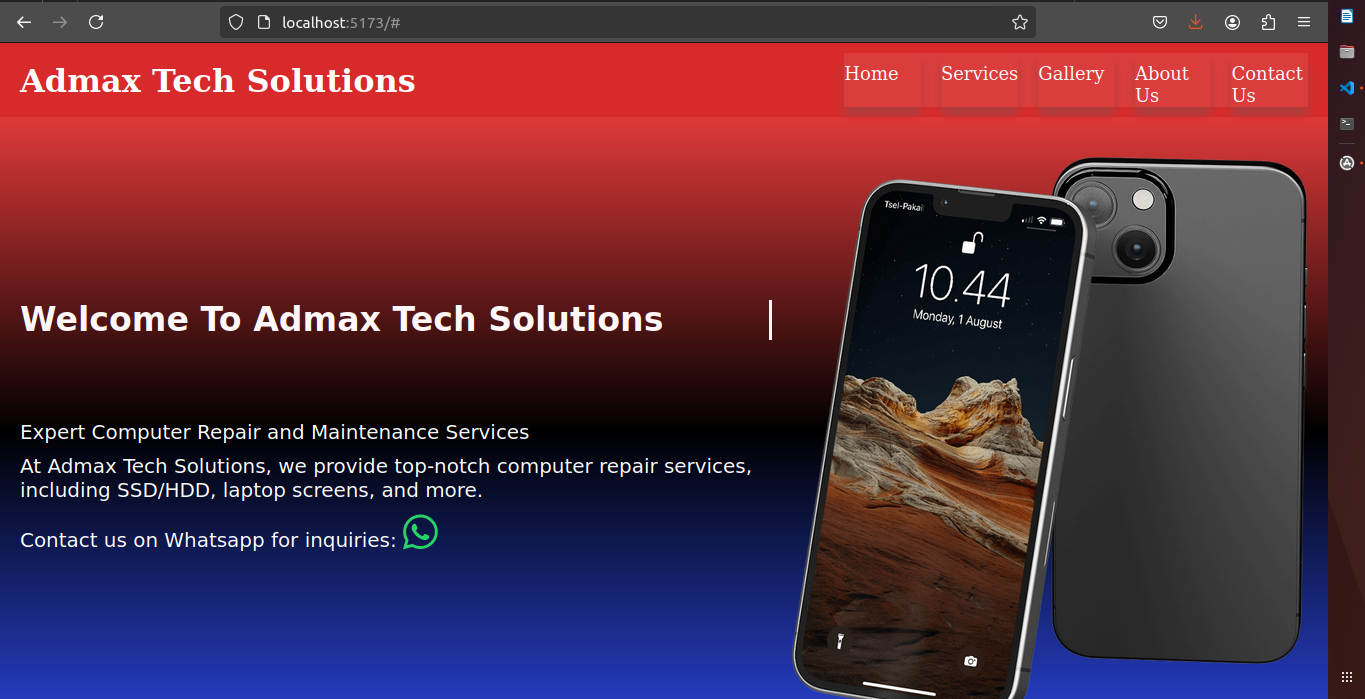 localhost:5173/#
Admax Tech Solutions
Home
Services
Gallery
About
Us
Contact
Us
Tsel-Pakai
10.44
Monday, 1 August
Welcome To Admax Tech Solutions
Expert Computer Repair and Maintenance Services
At Admax Tech Solutions, we provide top-notch computer repair services,
including SSD/HDD, laptop screens, and more.
Contact us on Whatsapp for inquiries: